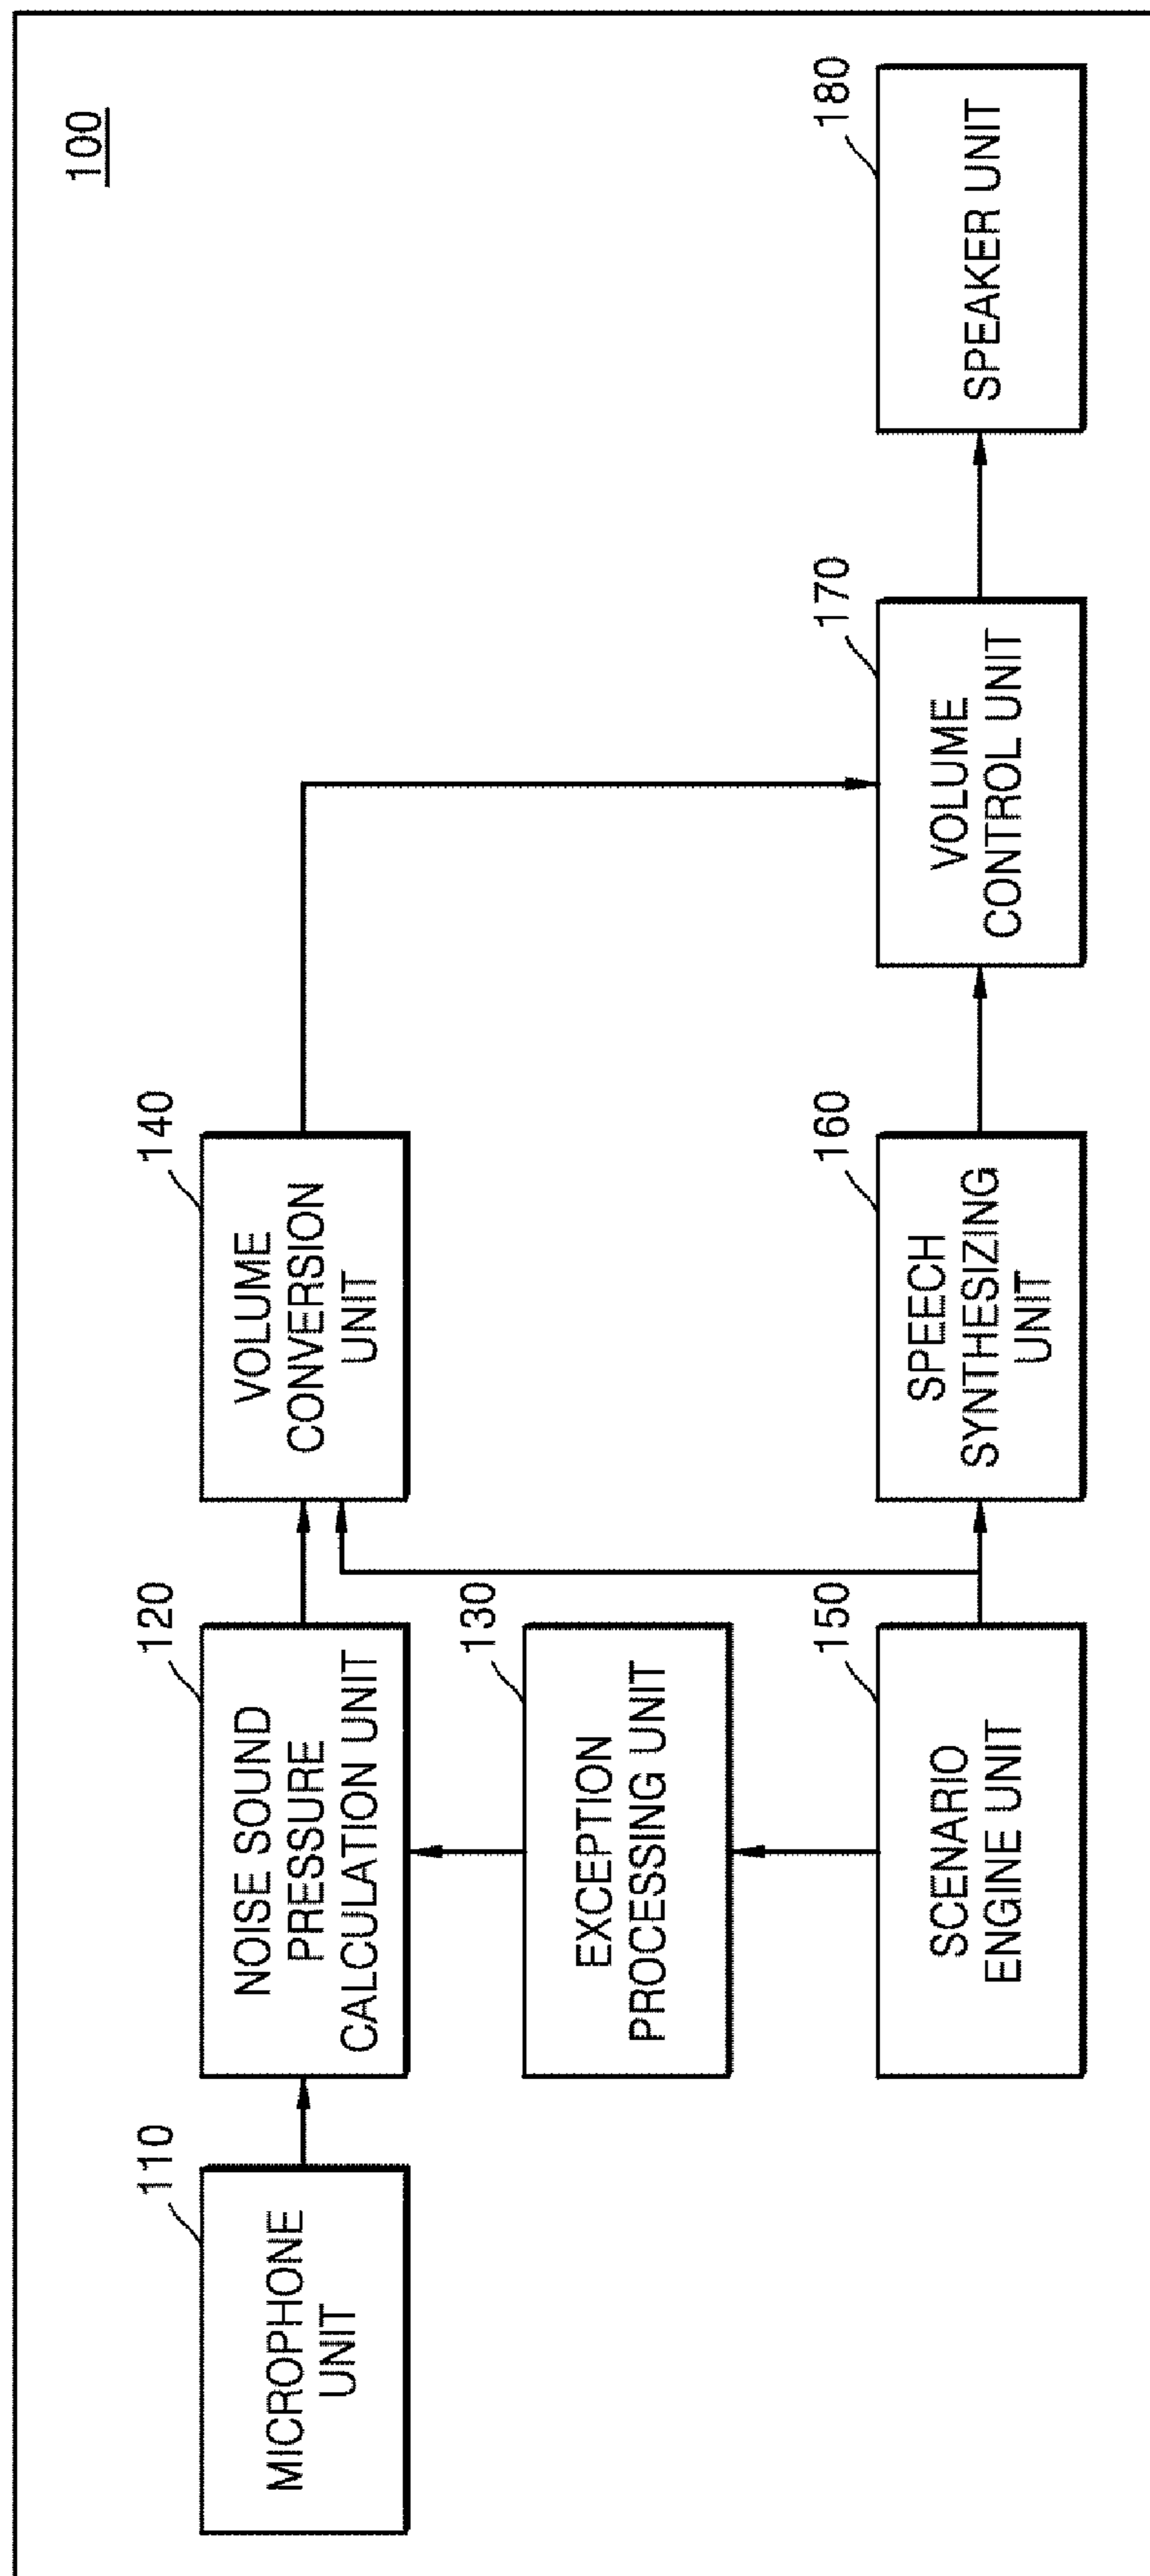 100
110
MICROPHONE
UNIT
120
NOISE SOUND
PRESSURE
CALCULATION UNIT
140
VOLUME
CONVERSION
UNIT
130
EXCEPTION
PROCESSING UNIT
150
SCENARIO
ENGINE UNIT
160
SPEECH
SYNTHESIZING
UNIT
170
VOLUME
CONTROL UNIT
180
SPEAKER UNIT